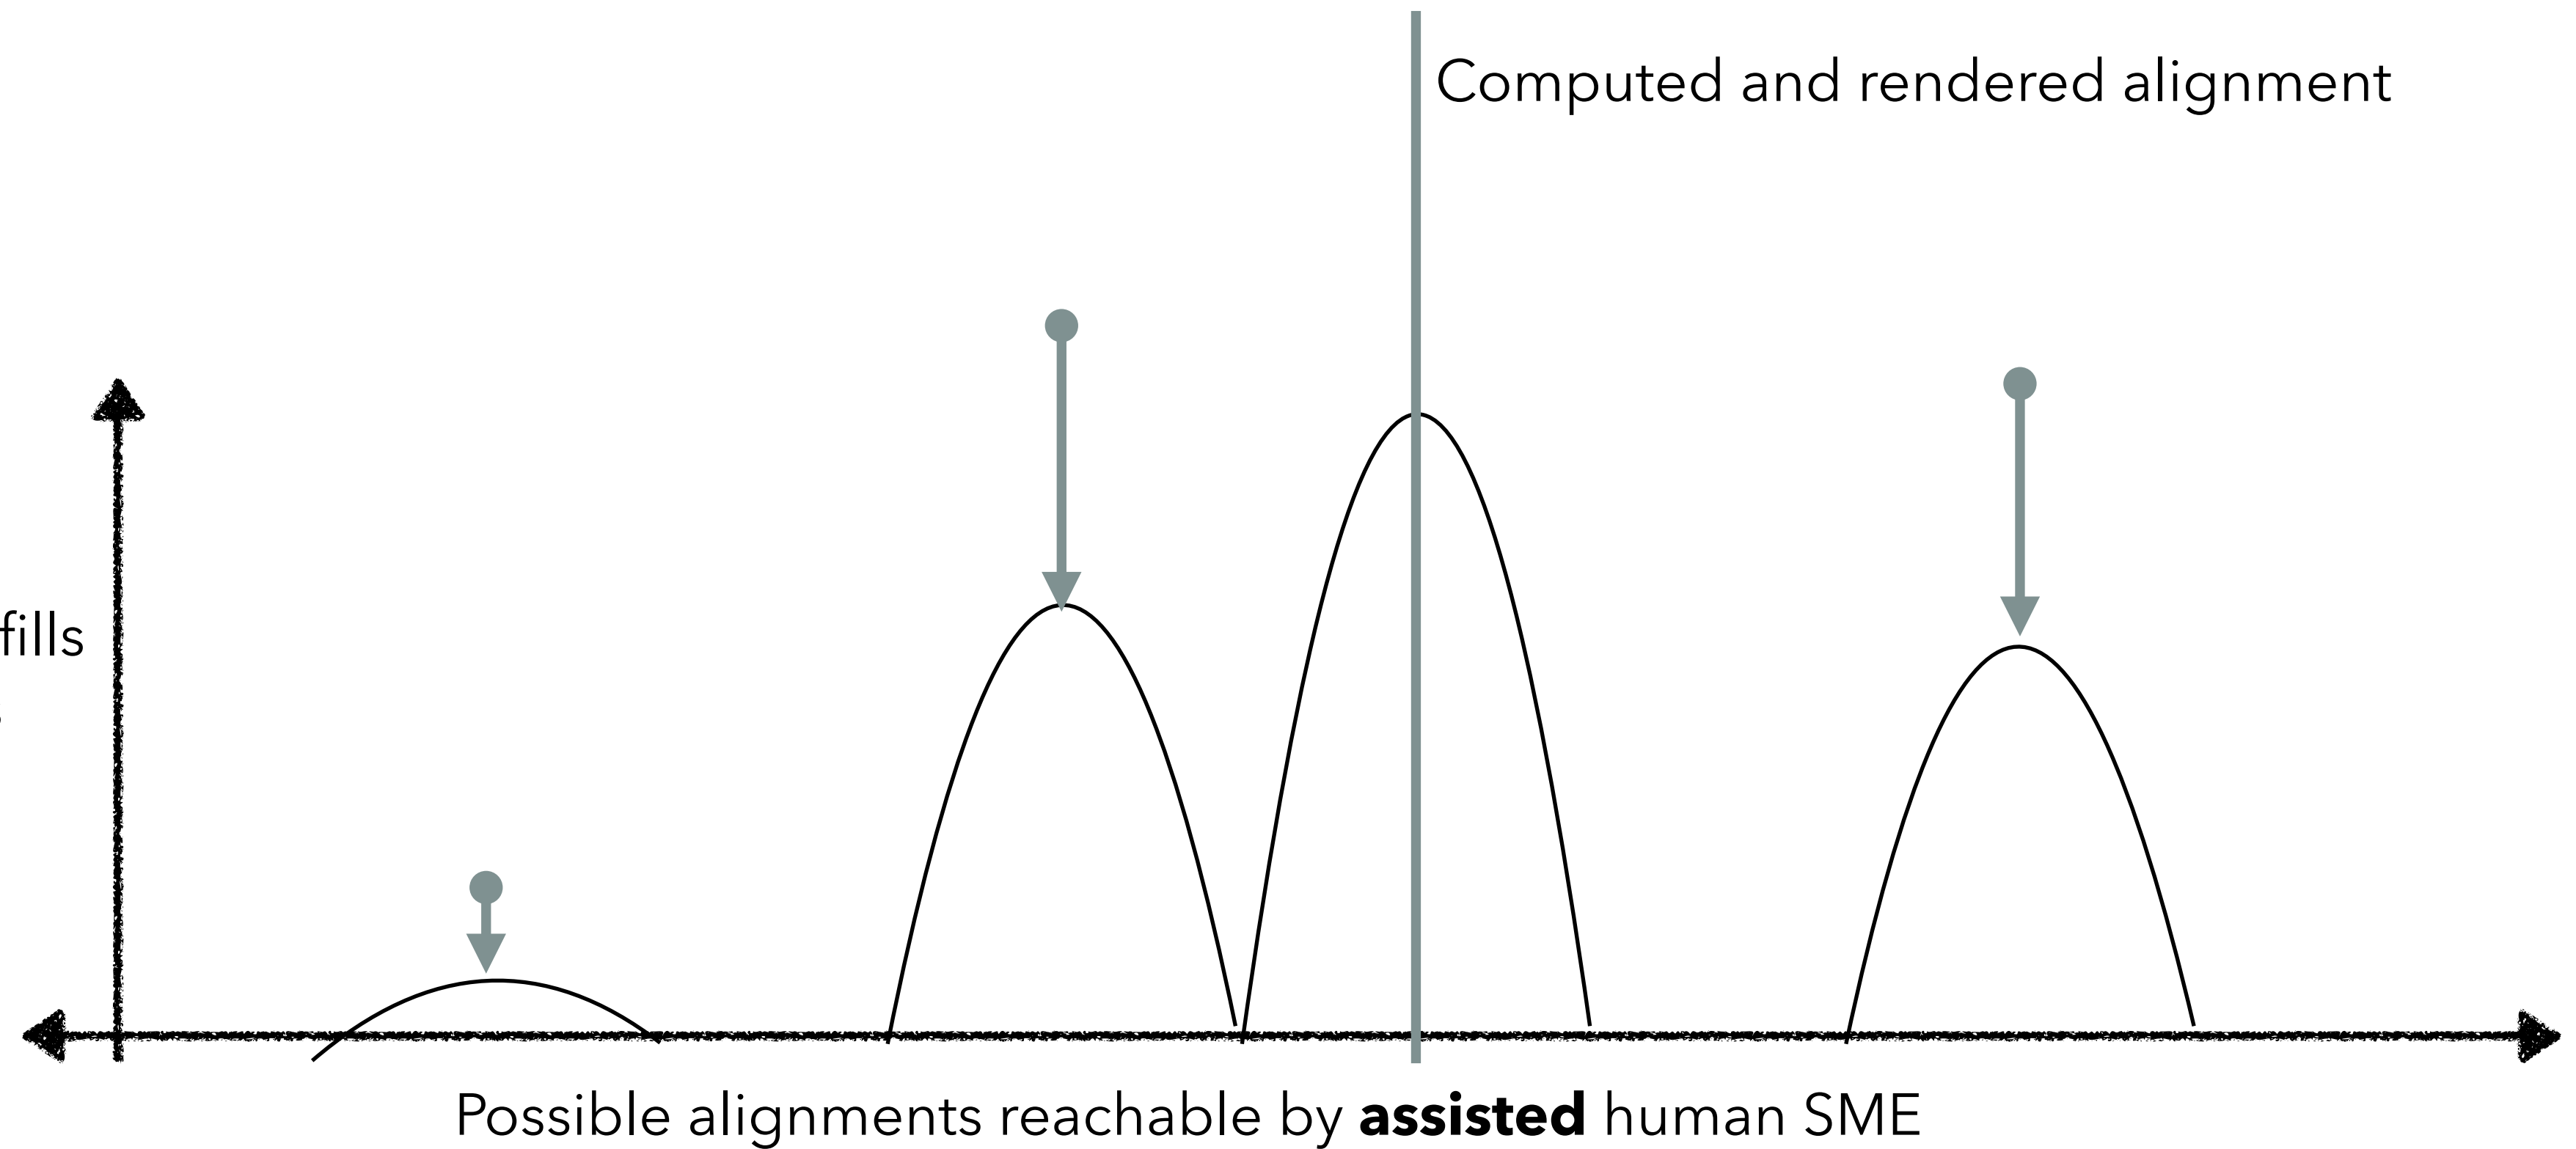 Computed and rendered alignment
fills
Possible alignments reachable by assisted human SME